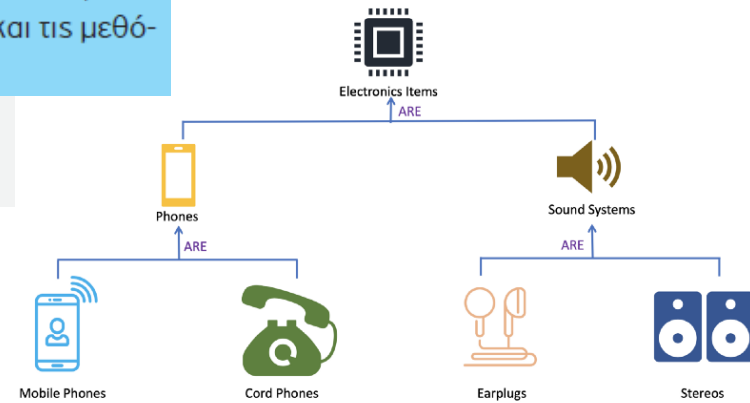 και τις μεθό-
Electronics Items
ARE
Phones
Sound Systems
ARE
ARE
Mobile Phones
Cord Phones
Earplugs
Stereos